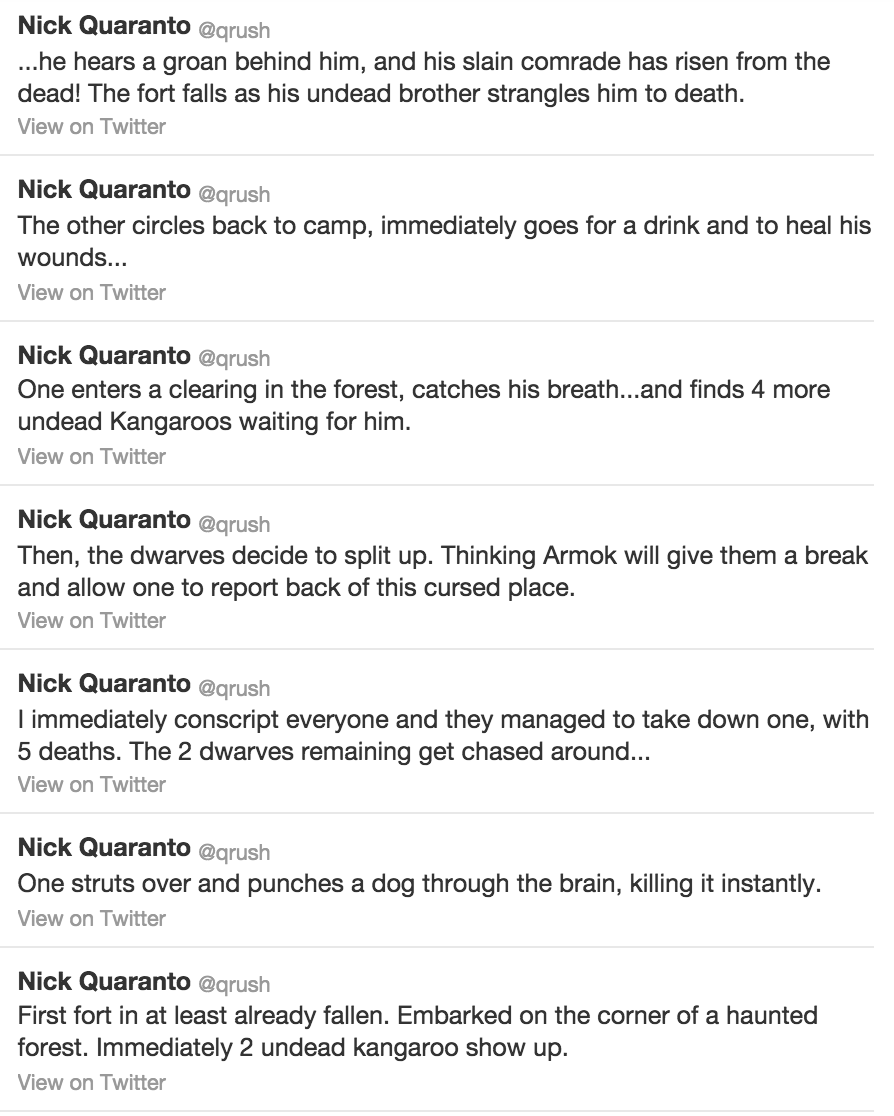 Nick Quaranto @qrush
...he hears a groan behind him, and his slain comrade has risen from the
dead! The fort falls as his undead brother strangles him to death.
View on Twitter
Nick Quaranto @qrush
The other circles back to camp, immediately goes for a drink and to heal his
wounds...
View on Twitter
Nick Quaranto @qrush
One enters a clearing in the forest, catches his breath...and finds 4 more
undead Kangaroos waiting for him.
View on Twitter
Nick Quaranto @qrush
Then, the dwarves decide to split up. Thinking Armok will give them a break
and allow one to report back of this cursed place.
View on Twitter
Nick Quaranto @qrush
I immediately conscript everyone and they managed to take down one, with
5 deaths. The 2 dwarves remaining get chased around...
View on Twitter
Nick Quaranto @qrush
One struts over and punches a dog through the brain, killing it instantly.
View on Twitter
Nick Quaranto @qrush
First fort in at least already fallen. Embarked on the corner of a haunted
forest. Immediately 2 undead kangaroo show up.
View on Twitter